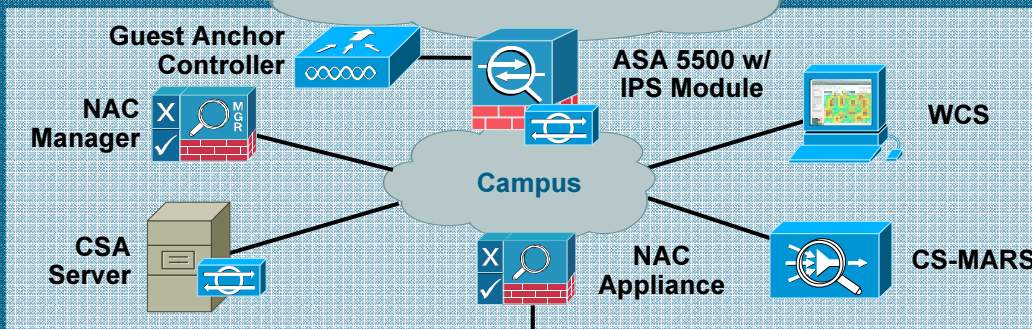 Guest Anchor
Controller
ASA 5500 w/
IPS Module
NAC
Manager
MGR
WCS
Campus
CSA
Server
NAC
Appliance
CS-MARS